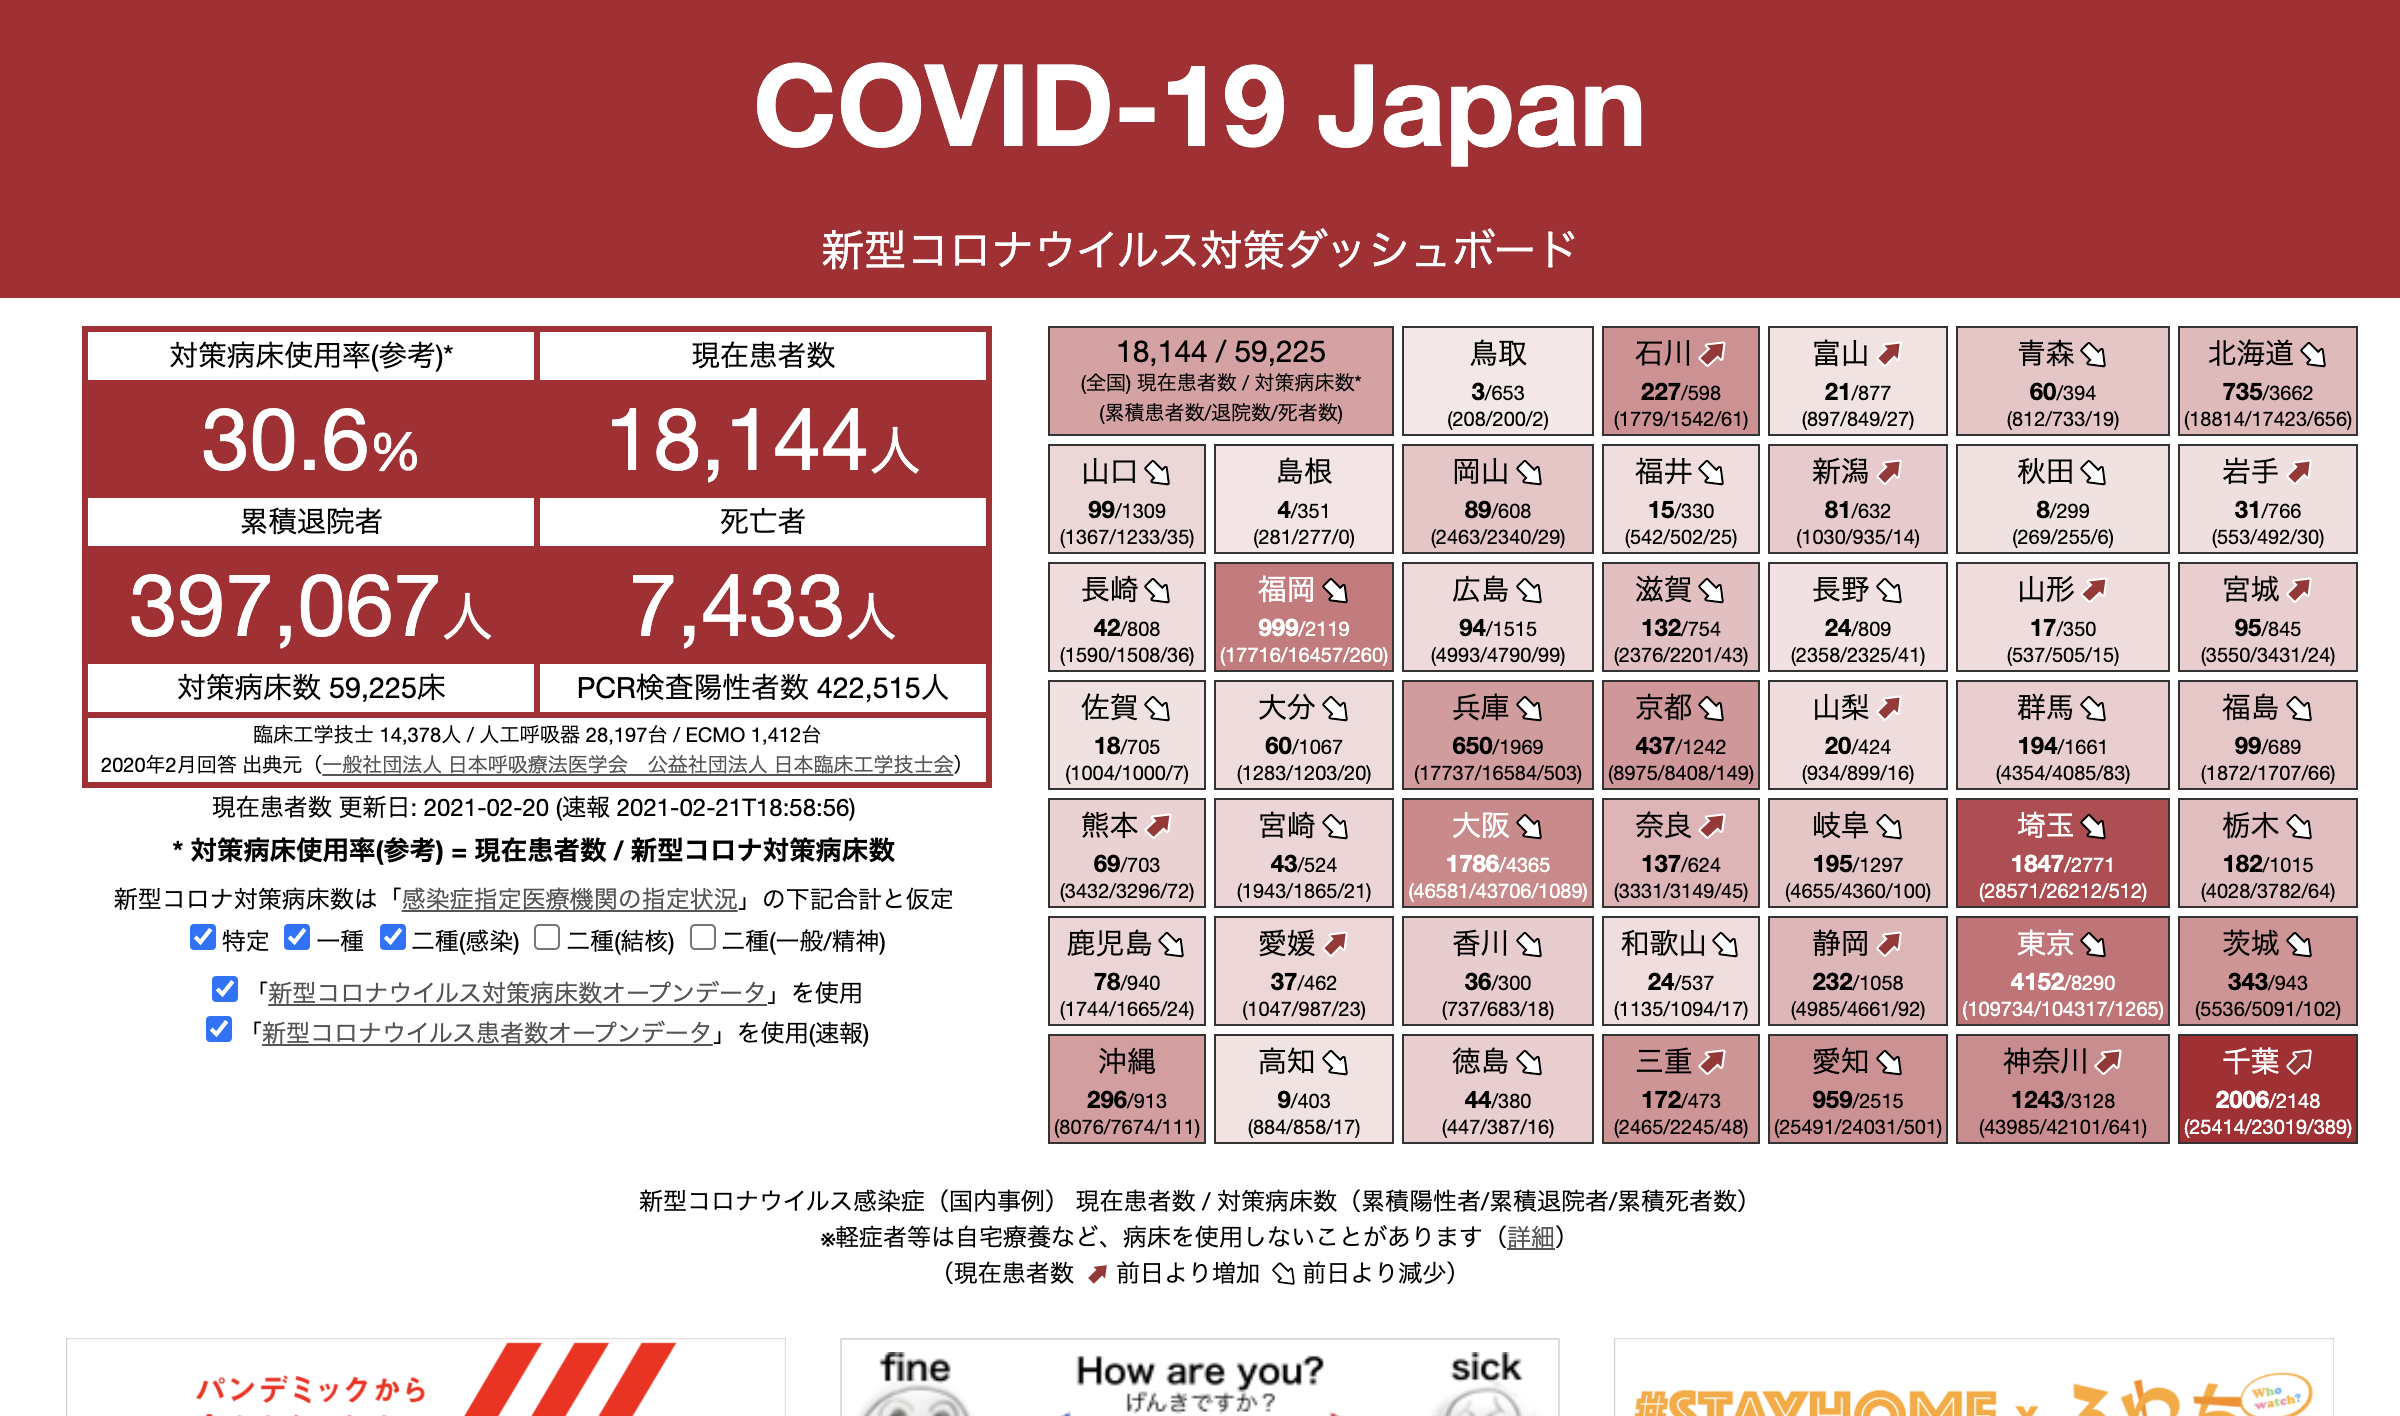 COVID-19 Japan
新型コロナウイルス対策ダッシュボード
対策病床使用率(参考)*
現在患者数
30.6%
18,144人
累積退院者
死亡者
397,067人
7,433人
対策病床数 59,225床
PCR検査陽性者数 422,515人
臨床工学技士 14,378人 / 人工呼吸器 28,197台 / ECMO 1,412台
2020年2月回答 出典元（一般社団法人 日本呼吸療法医学会　公益社団法人 日本臨床工学技士会）
現在患者数 更新日: 2021-02-20 (速報 2021-02-21T18:58:56)
* 対策病床使用率(参考) = 現在患者数 / 新型コロナ対策病床数
新型コロナ対策病床数は「感染症指定医療機関の指定状況」の下記合計と仮定
特定 一種 二種(感染) 二種(結核) 二種(一般/精神)
「新型コロナウイルス対策病床数オープンデータ」を使用
「新型コロナウイルス患者数オープンデータ」を使用(速報)
18,144 / 59,225
(全国) 現在患者数 / 対策病床数*
(累積患者数/退院数/死者数)
鳥取
3/653
(208/200/2)
石川
227/598
(1779/1542/61)
富山
21/877
(897/849/27)
青森
60/394
(812/733/19)
北海道
735/3662
(18814/17423/656)
山口
99/1309
(1367/1233/35)
島根
4/351
(281/277/0)
岡山
89/608
(2463/2340/29)
福井
15/330
(542/502/25)
新潟
81/632
(1030/935/14)
秋田
8/299
(269/255/6)
岩手
31/766
(553/492/30)
長崎
42/808
(1590/1508/36)
福岡
999/2119
(17716/16457/260)
広島
94/1515
(4993/4790/99)
滋賀
132/754
(2376/2201/43)
長野
24/809
(2358/2325/41)
山形
17/350
(537/505/15)
宮城
95/845
(3550/3431/24)
佐賀
18/705
(1004/1000/7)
大分
60/1067
(1283/1203/20)
兵庫
650/1969
(17737/16584/503)
京都
437/1242
(8975/8408/149)
山梨
20/424
(934/899/16)
群馬
194/1661
(4354/4085/83)
福島
99/689
(1872/1707/66)
熊本
69/703
(3432/3296/72)
宮崎
43/524
(1943/1865/21)
大阪
1786/4365
(46581/43706/1089)
奈良
137/624
(3331/3149/45)
岐阜
195/1297
(4655/4360/100)
埼玉
1847/2771
(28571/26212/512)
栃木
182/1015
(4028/3782/64)
鹿児島
78/940
(1744/1665/24)
愛媛
37/462
(1047/987/23)
香川
36/300
(737/683/18)
和歌山
24/537
(1135/1094/17)
静岡
232/1058
(4985/4661/92)
東京
4152/8290
(109734/104317/1265)
茨城
343/943
(5536/5091/102)
沖縄
296/913
(8076/7674/111)
高知
9/403
(884/858/17)
徳島
44/380
(447/387/16)
三重
172/473
(2465/2245/48)
愛知
959/2515
(25491/24031/501)
神奈川
1243/3128
(43985/42101/641)
千葉
2006/2148
(25414/23019/389)
新型コロナウイルス感染症（国内事例） 現在患者数 / 対策病床数（累積陽性者/累積退院者/累積死者数）
※軽症者等は自宅療養など、病床を使用しないことがあります（詳細）
（現在患者数 前日より増加 前日より減少）
パンデミックから
fine
How are you?
げんきですか？
sick
#STAYHOME x
Who watch?